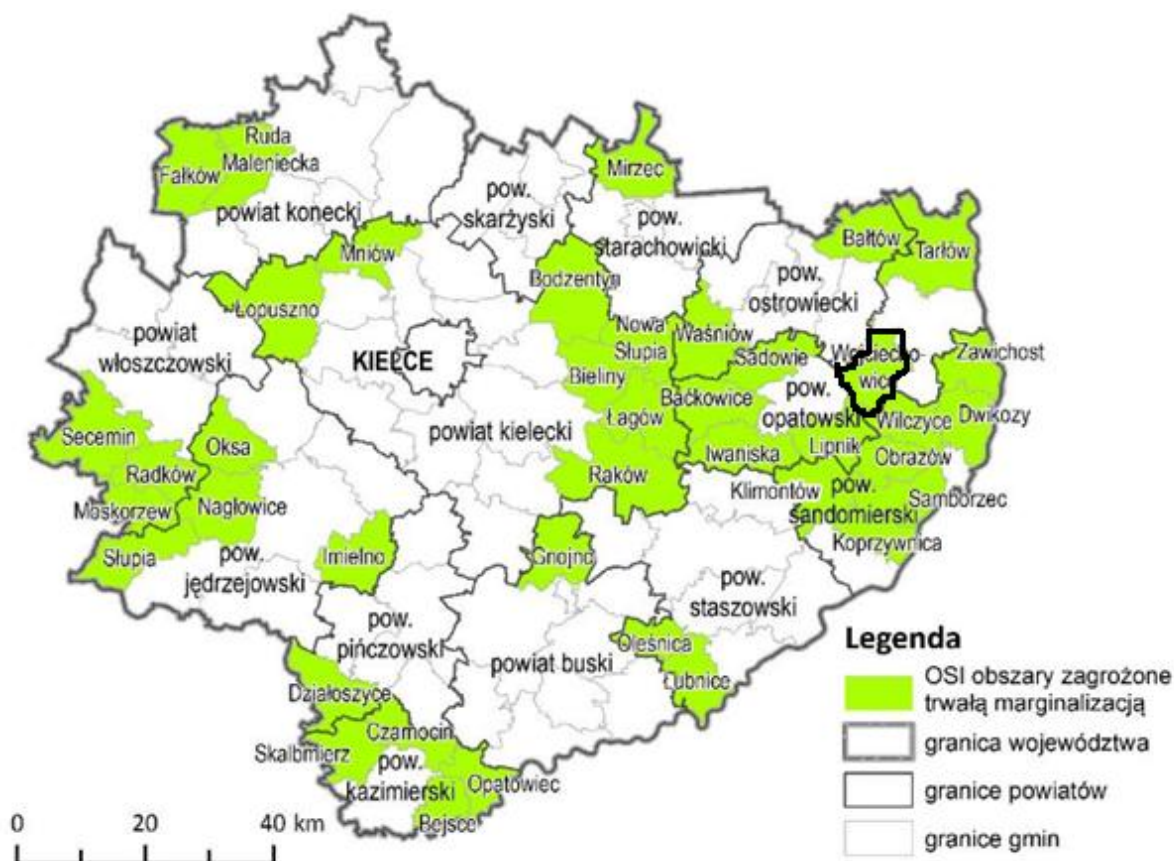 Ruda
Maleniecka
Fałków
powiat konecki
pow.
skarżyski
Mirzec
pow.
starachowicki
Mniów
Bałtów
Tarłów
Bodzentyn
pow.
ostrowiecki
Łopuszno
powiat
włoszczowski
KIELCE
Nowa
Słupia
Waśniów
Sadowie
Wojciecho-
wic
Zawichost
Bieliny
Baćkowice
pow.
opatowski
Wilczyce
Dwikozy
Łagów
powiat kielecki
Secemin
Oksa
Iwaniska
Lipnik
Obrazów
Radków
Raków
Klimontów
pow.
sandomierski
Samborzec
Moskorzew
Nagłowice
Koprzywnica
Słupia
pow.
jędrzejowski
Imielno
Gnojno
pow.
staszowski
pow.
pińczowski
Oleśnica
powiat buski
Łubnice
Działoszyce
Czarnocin
Skalbmierz
pow.
kazimierski
Opatowiec
Bejsce
Legenda
OSI obszary zagrożone
trwałą marginalizacją
granica województwa
granice powiatów
granice gmin
0 20 40 km